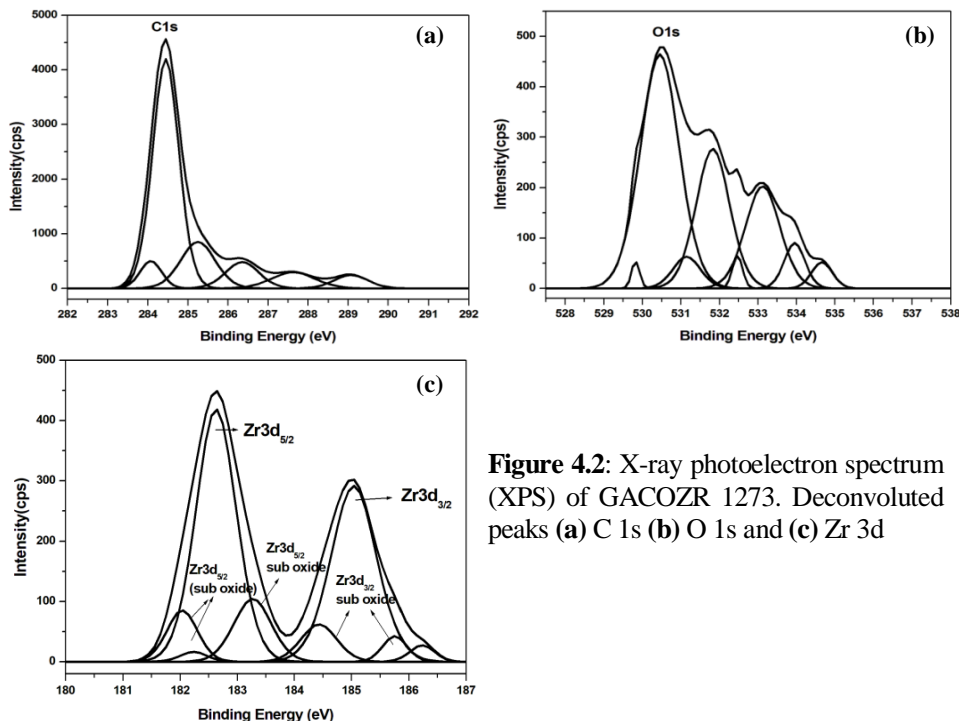 C1s
(a)
5000
4000
3000
2000
1000
0
Intensity(cps)
282 283 284 285 286 287 288 289 290 291 292
Binding Energy (eV)
O1s
(b)
500
400
300
200
100
0
Intensity(cps)
528 529 530 531 532 533 534 535 536 537 538
Binding Energy (eV)
(c)
500
400
300
200
100
0
Intensity(cps)
Zr3d5/2
Zr3d3/2
Zr3d5/2
(sub oxide)
Zr3d5/2
sub oxide
Zr3d3/2
sub oxide
180 181 182 183 184 185 186 187
Binding Energy (eV)
Figure 4.2: X-ray photoelectron spectrum
(XPS) of GACOZR 1273. Deconvoluted
peaks (a) C 1s (b) O 1s and (c) Zr 3d